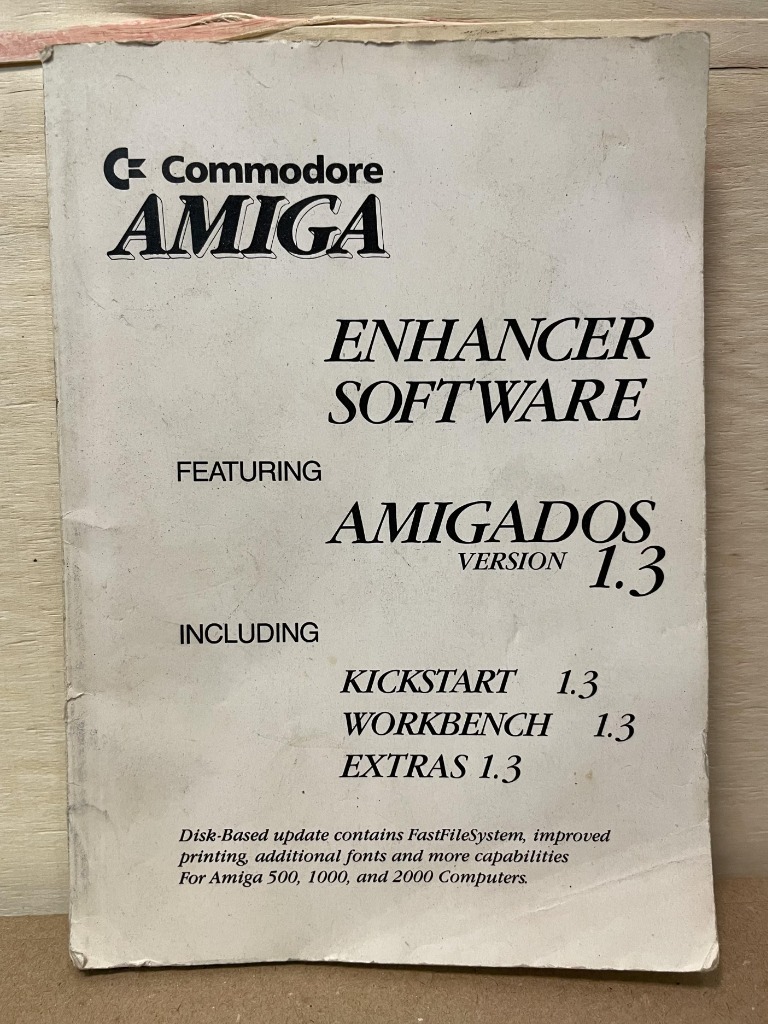 Commodore
AMIGA
ENHANCER
SOFTWARE
FEATURING
AMIGADOS
VERSION 1.3
INCLUDING
KICKSTART 1.3
WORKBENCH 1.3
EXTRAS 1.3
Disk-Based update contains FastFileSystem, improved
printing, additional fonts and more capabilities
For Amiga 500, 1000, and 2000 Computers.